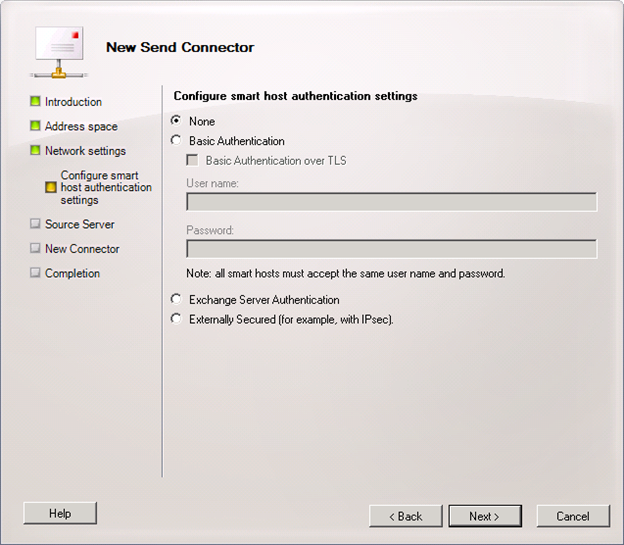 New Send Connector
Introduction
Address space
Network settings
Configure smart
host authentication
settings
Source Server
New Connector
Completion
Configure smart host authentication settings
None
Basic Authentication
Basic Authentication over TLS
User name:
Password:
Note: all smart hosts must accept the same user name and password.
Exchange Server Authentication
Externally Secured (for example, with IPsec).
Help
< Back
Next >
Cancel